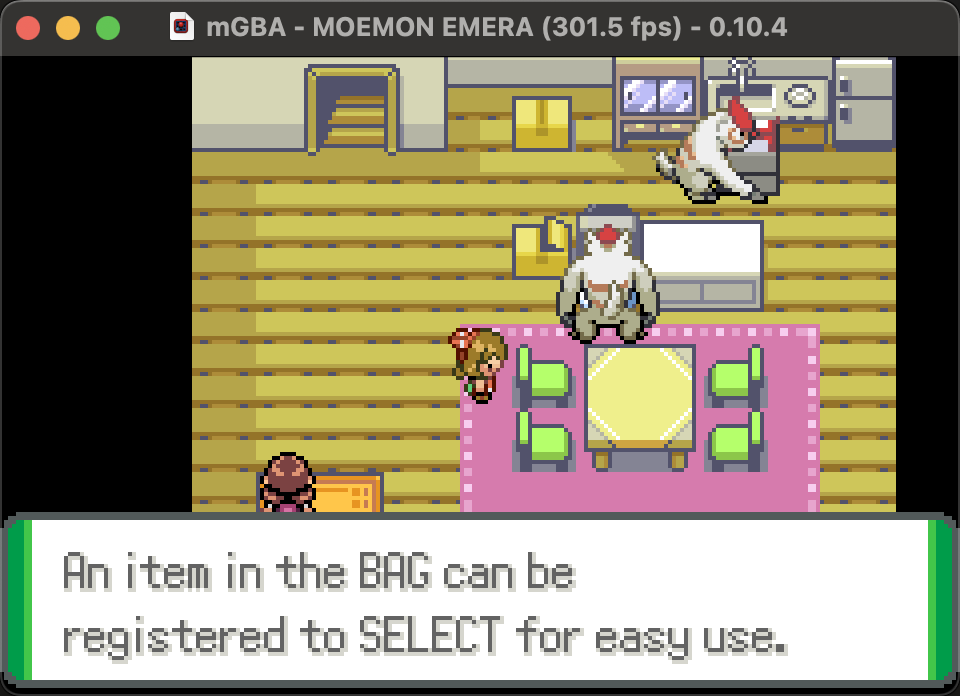 mGBA - MOEMON EMERA (301.5 fps) - 0.10.4
An item in the BAG can be
registered to SELECT for easy use.